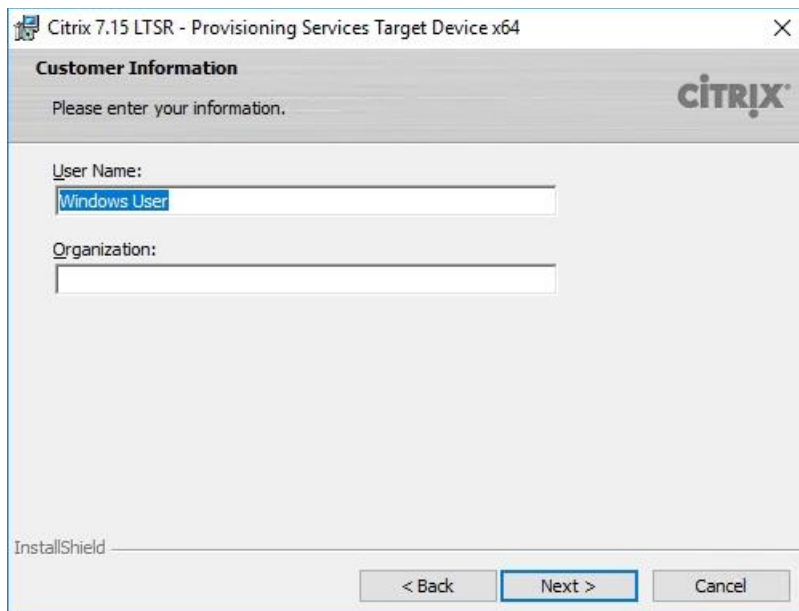 Citrix 7.15 LTSR - Provisioning Services Target Device x64
Customer Information
Please enter your information.
CITRIX
User Name:
Windows User
Organization:
InstallShield
< Back Next > Cancel